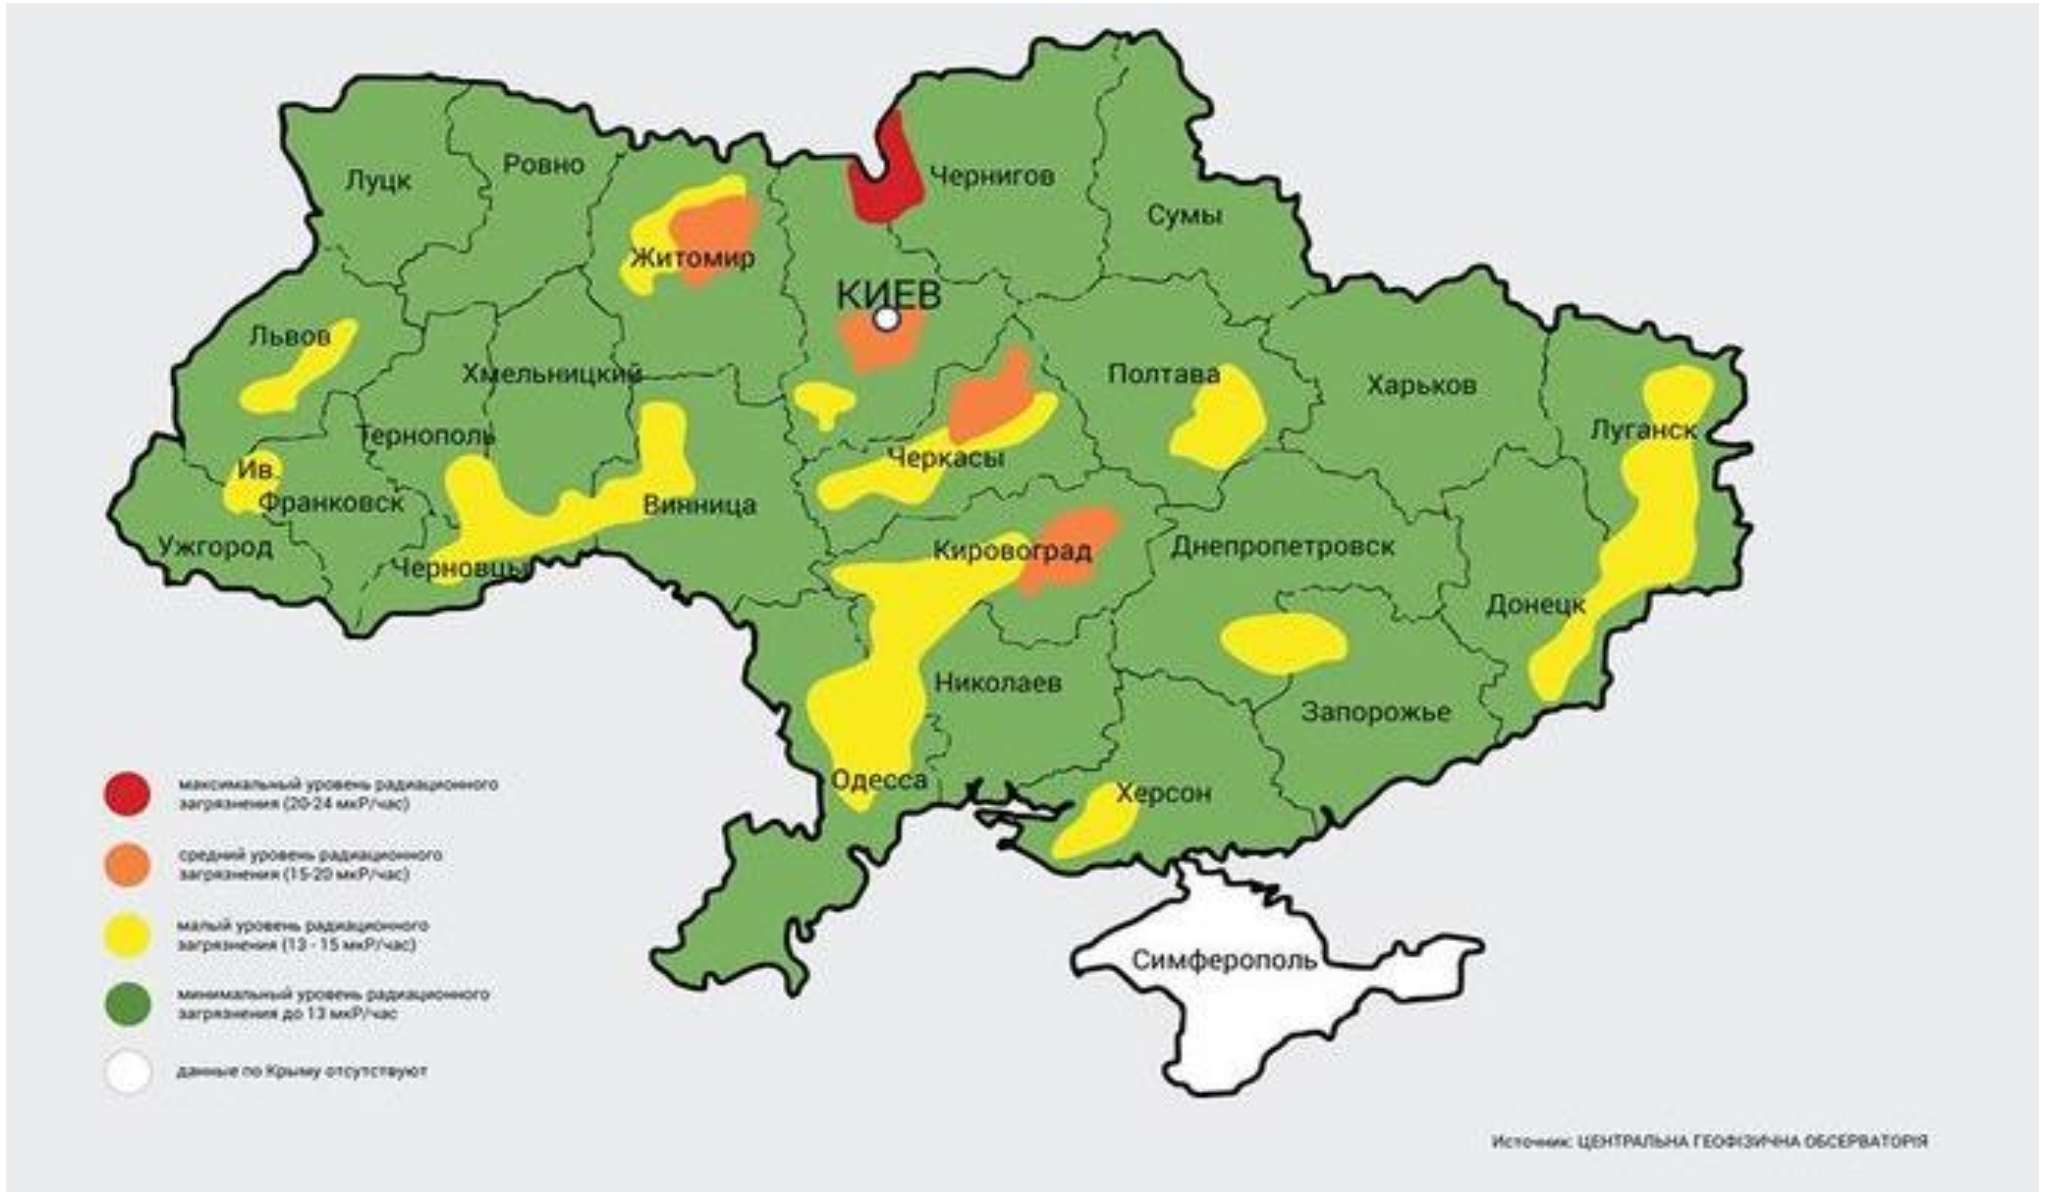 Луцк
Ровно
Чернигов
Сумы
Житомир
КИЕВ
Львов
Хмельницкий
Полтава
Харьков
Луганск
Тернополь
Черкасы
Ив.
Франковск
Винница
Ужгород
Черновцы
Кировоград
Днепропетровск
Донецк
Николаев
Запорожье
Одесса
Херсон
Симферополь
максимальный уровень радиационного
загрязнения (20-24 мкР/час)
средний уровень радиационного
загрязнения (15-20 мкР/час)
малый уровень радиационного
загрязнения (13 - 15 мкР/час)
минимальный уровень радиационного
загрязнения до 13 мкР/час
данные по Крыму отсутствуют
Источник: ЦЕНТРАЛЬНА ГЕОФІЗИЧНА ОБСЕРВАТОРІЯ